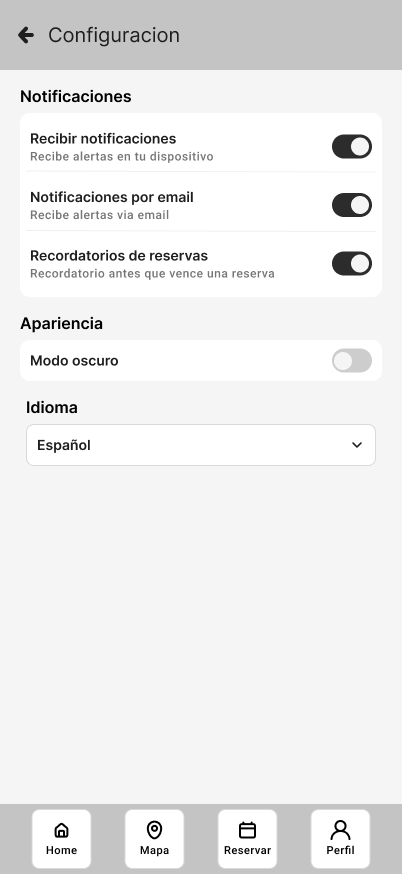 Configuracion
Notificaciones
Recibir notificaciones
Recibe alertas en tu dispositivo
Notificaciones por email
Recibe alertas via email
Recordatorios de reservas
Recordatorio antes que vence una reserva
Apariencia
Modo oscuro
Idioma
Español
Home
Mapa
Reservar
Perfil